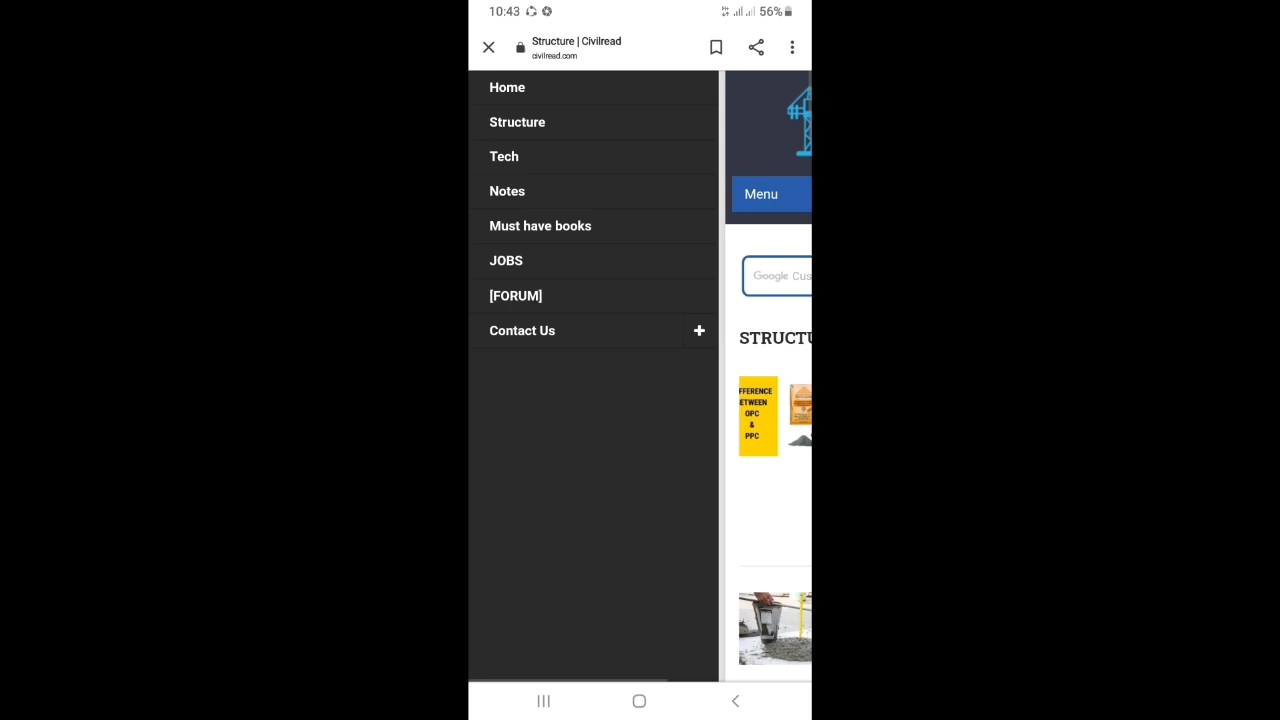 10:43
56%
Structure | Civilread
civilread.com
Home
Structure
Tech
Notes
Must have books
JOBS
[FORUM]
Contact Us
Menu
Google Cus
STRUCTU
FFERENCE
ETWEEN
OPC
&
PPC